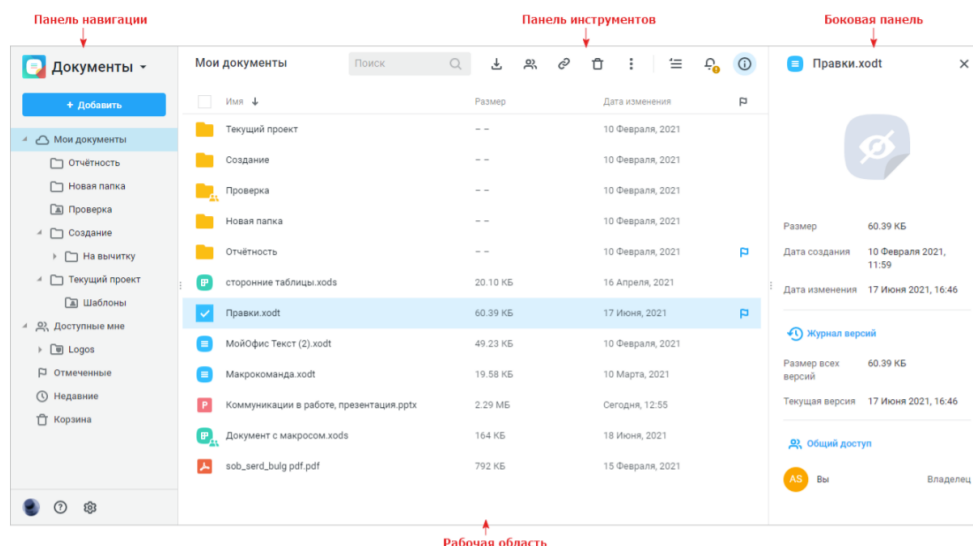 Панель навигации
Панель инструментов
Боковая панель
Документы
+ Добавить
Мои документы
Отчётность
Новая папка
Проверка
Создание
На вычитку
Текущий проект
Шаблоны
Доступные мне
Logos
Отмеченные
Недавние
Корзина
Мои документы
Поиск
Имя Размер Дата изменения
Текущий проект – – 10 Февраля, 2021
Создание – – 10 Февраля, 2021
Проверка – – 10 Февраля, 2021
Новая папка – – 10 Февраля, 2021
Отчётность – – 10 Февраля, 2021
сторонние таблицы.xods 20.10 КБ 16 Апреля, 2021
Правки.xodt 60.39 КБ 17 Июня, 2021
МойОфис Текст (2).xodt 49.23 КБ 10 Февраля, 2021
Макрокоманда.xodt 19.58 КБ 10 Марта, 2021
P Коммуникации в работе, презентация.pptx 2.29 МБ Сегодня, 12:55
Документ с макросом.xods 164 КБ 18 Июня, 2021
sob_serd_bulg pdf.pdf 792 КБ 15 Февраля, 2021
Правки.xodt
Размер 60.39 КБ
Дата создания 10 Февраля 2021,
11:59
Дата изменения 17 Июня 2021, 16:46
Журнал версий
Размер всех 60.39 КБ
версий
Текущая версия 17 Июня 2021, 16:46
Общий доступ
AS Вы Владелец
Рабочая область